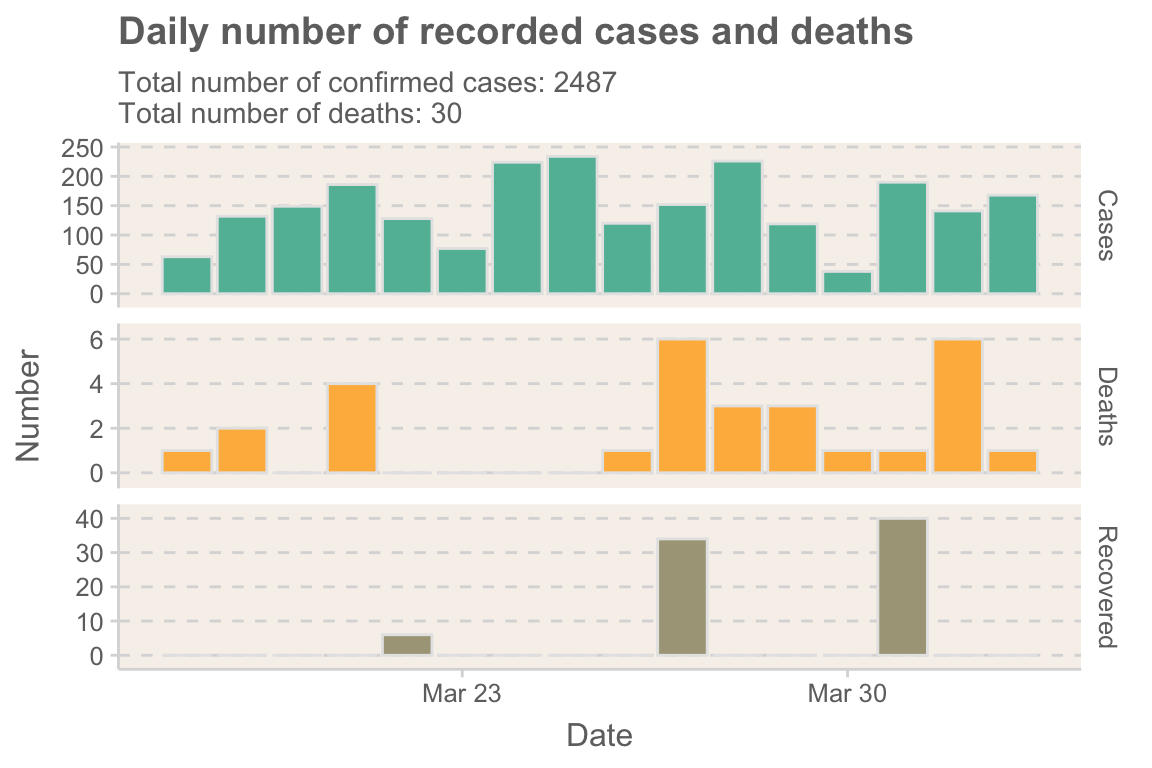 Daily number of recorded cases and deaths
Total number of confirmed cases: 2487
Total number of deaths: 30
250
200
150
100
50
0
Cases
6
4
2
0
Deaths
40
30
20
10
0
Recovered
Number
Mar 23
Mar 30
Date